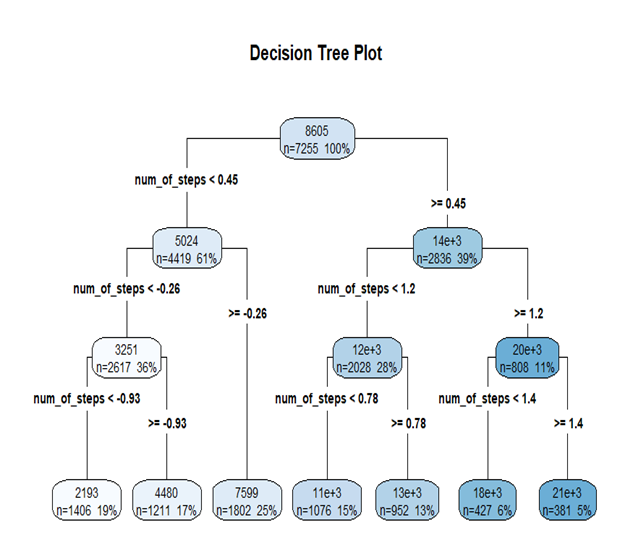 Decision Tree Plot
8605
n=7255 100%
num_of_steps < 0.45
>= 0.45
5024
n=4419 61%
14e+3
n=2836 39%
num_of_steps < -0.26
>= -0.26
num_of_steps < 1.2
>= 1.2
3251
n=2617 36%
12e+3
n=2028 28%
20e+3
n=808 11%
num_of_steps < -0.93
>= -0.93
num_of_steps < 0.78
>= 0.78
num_of_steps < 1.4
>= 1.4
2193
n=1406 19%
4480
n=1211 17%
7599
n=1802 25%
11e+3
n=1076 15%
13e+3
n=952 13%
18e+3
n=427 6%
21e+3
n=381 5%